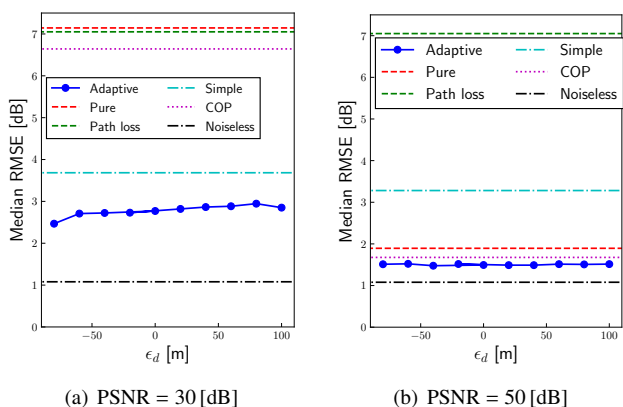 7
6
5
4
3
2
1
0
Median RMSE [dB]
Adaptive
Pure
Path loss
Simple
COP
Noiseless
−50 0 50 100
ϵd [m]
(a) PSNR = 30 [dB]
7
6
5
4
3
2
1
0
Median RMSE [dB]
Adaptive
Pure
Path loss
Simple
COP
Noiseless
−50 0 50 100
ϵd [m]
(b) PSNR = 50 [dB]